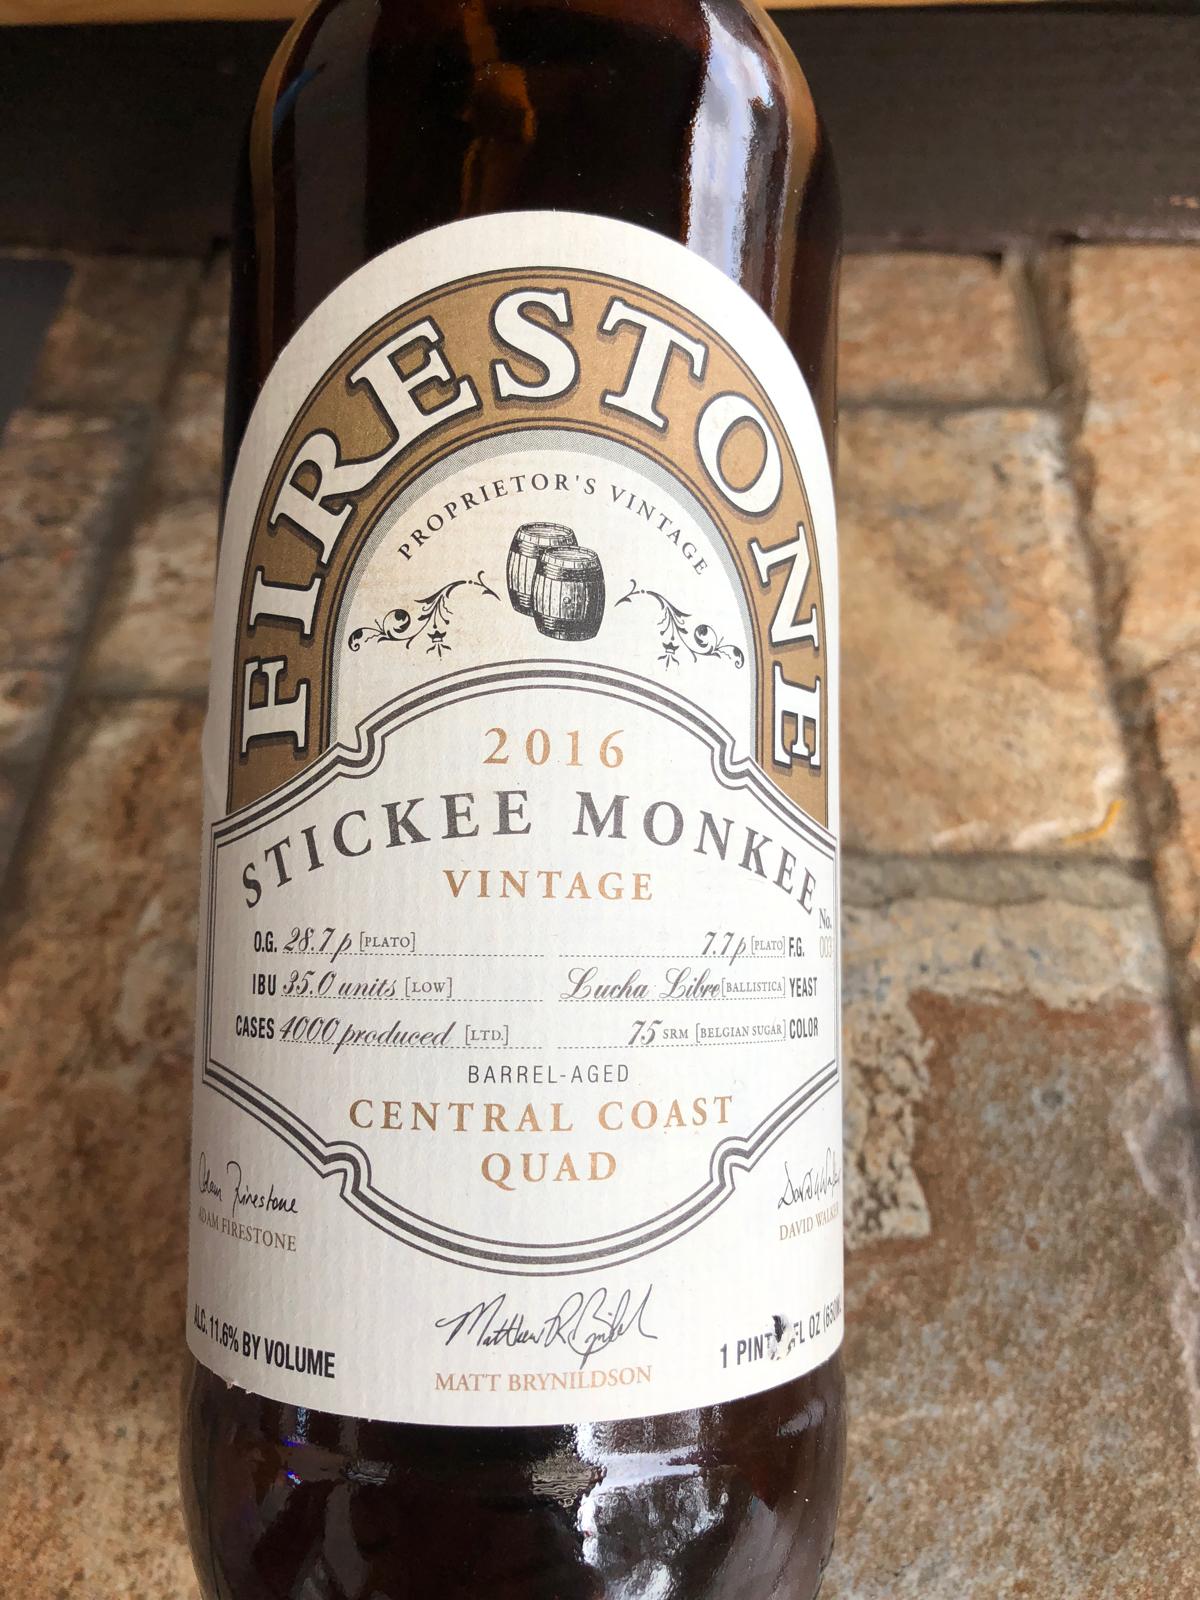 FIRESTONE
PROPRIETOR'S VINTAGE
2016
STICKEE MONKEE
VINTAGE
No.
O.G. 28.7 p [PLATO] 7.7 p [PLATO] F.G.
IBU 35.0 units [LOW] Lucha Libre [BALLISTICA] YEAST
CASES 4000 produced [LTD.] 75 SRM [BELGIAN SUGAR] COLOR
BARREL-AGED
CENTRAL COAST
QUAD
Adam Firestone
ADAM FIRESTONE
DAVID WALKER
MATT BRYNILDSON
ALC. 11.6% BY VOLUME
1 PINT FL OZ